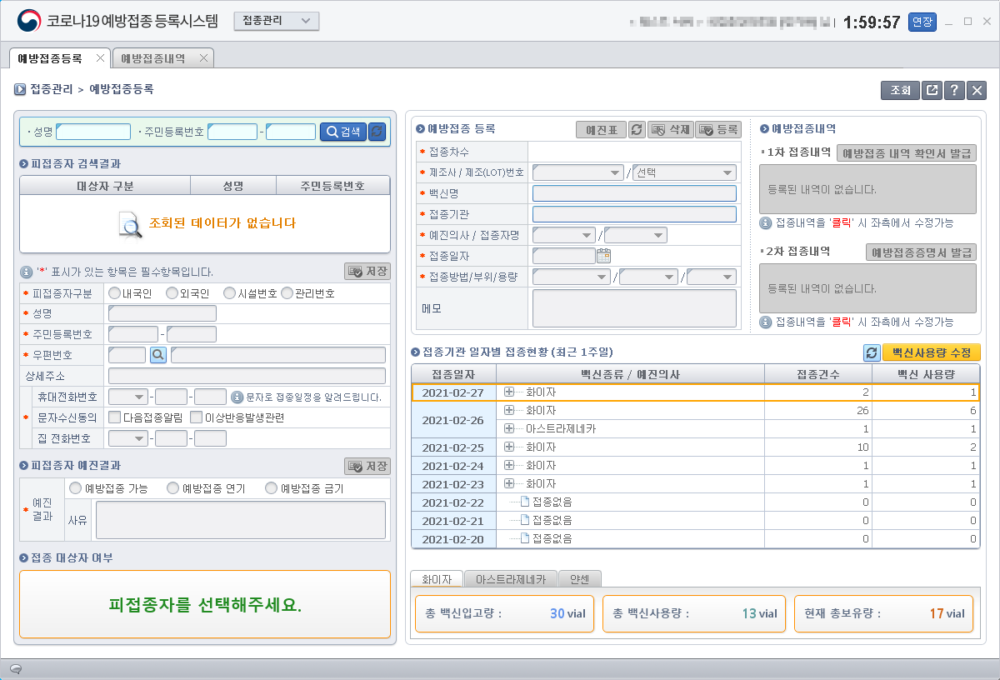 코로나19 예방접종 등록시스템
접종관리
1:59:57
연장
예방접종등록
예방접종내역
접종관리 > 예방접종등록
조회
성명
주민등록번호
-
검색
피접종자 검색결과
대상자 구분 성명 주민등록번호
조회된 데이터가 없습니다
'*' 표시가 있는 항목은 필수항목입니다.
저장
* 피접종자구분 내국인 외국인 시설번호 관리번호
* 성명
* 주민등록번호 -
* 우편번호
상세주소
휴대전화번호 - - 문자로 접종일정을 알려드립니다.
* 문자수신동의 다음접종알림 이상반응발생관련
집 전화번호 - -
피접종자 예진결과
저장
* 예진 결과
예방접종 가능 예방접종 연기 예방접종 금기
사유
접종 대상자 여부
피접종자를 선택해주세요.
예방접종 등록
예진표
삭제
등록
* 접종차수
* 제조사 / 제조(LOT)번호 / 선택
* 백신명
* 접종기관
* 예진의사 / 접종자명 /
* 접종일자
* 접종방법/부위/용량 / /
메모
예방접종내역
1차 접종내역
예방접종 내역 확인서 발급
등록된 내역이 없습니다.
접종내역을 '클릭' 시 좌측에서 수정가능
2차 접종내역
예방접종증명서 발급
등록된 내역이 없습니다.
접종내역을 '클릭' 시 좌측에서 수정가능
접종기관 일자별 접종현황 (최근 1주일)
백신사용량 수정
접종일자 백신종류 / 예진의사 접종건수 백신 사용량
2021-02-27 화이자 2 1
2021-02-26 화이자 26 6
아스트라제네카 1 1
2021-02-25 화이자 10 2
2021-02-24 화이자 1 1
2021-02-23 화이자 1 1
2021-02-22 접종없음 0 0
2021-02-21 접종없음 0 0
2021-02-20 접종없음 0 0
화이자 아스트라제네카 얀센
총 백신입고량 : 30 vial
총 백신사용량 : 13 vial
현재 총보유량 : 17 vial